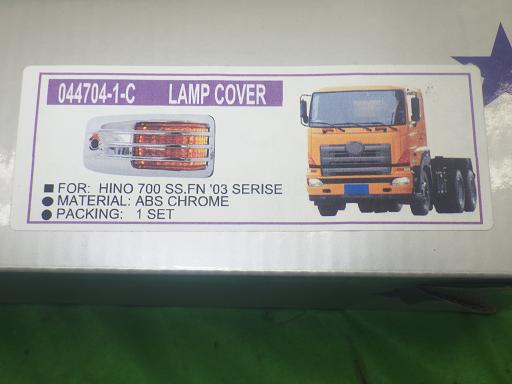 044704-1-C LAMP COVER
■ FOR: HINO 700 SS.FN '03 SERISE
● MATERIAL: ABS CHROME
● PACKING: 1 SET